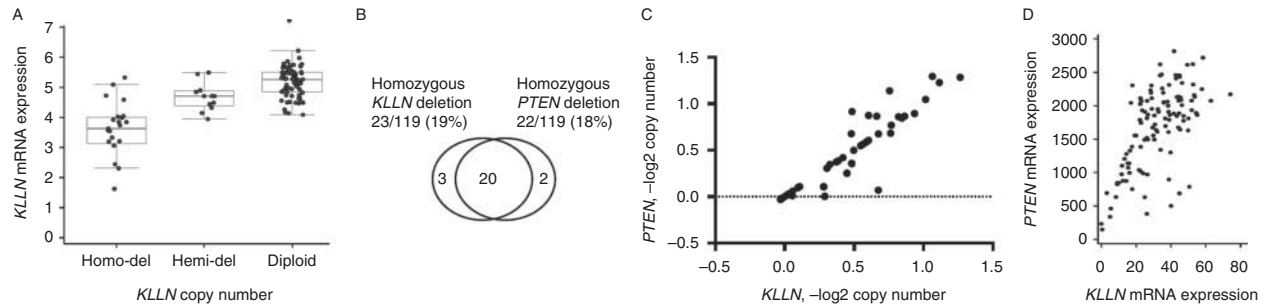 A
KLLN mRNA expression
7
6
5
4
3
2
1
0
Homo-del Hemi-del Diploid
KLLN copy number
B
Homozygous
KLLN deletion
23/119 (19%)
Homozygous
PTEN deletion
22/119 (18%)
3 20 2
C
PTEN, –log2 copy number
1.5
1.0
0.5
0.0
–0.5
–0.5 0.0 0.5 1.0 1.5
KLLN, –log2 copy number
D
PTEN mRNA expression
3000
2500
2000
1500
1000
500
0
0 20 40 60 80
KLLN mRNA expression